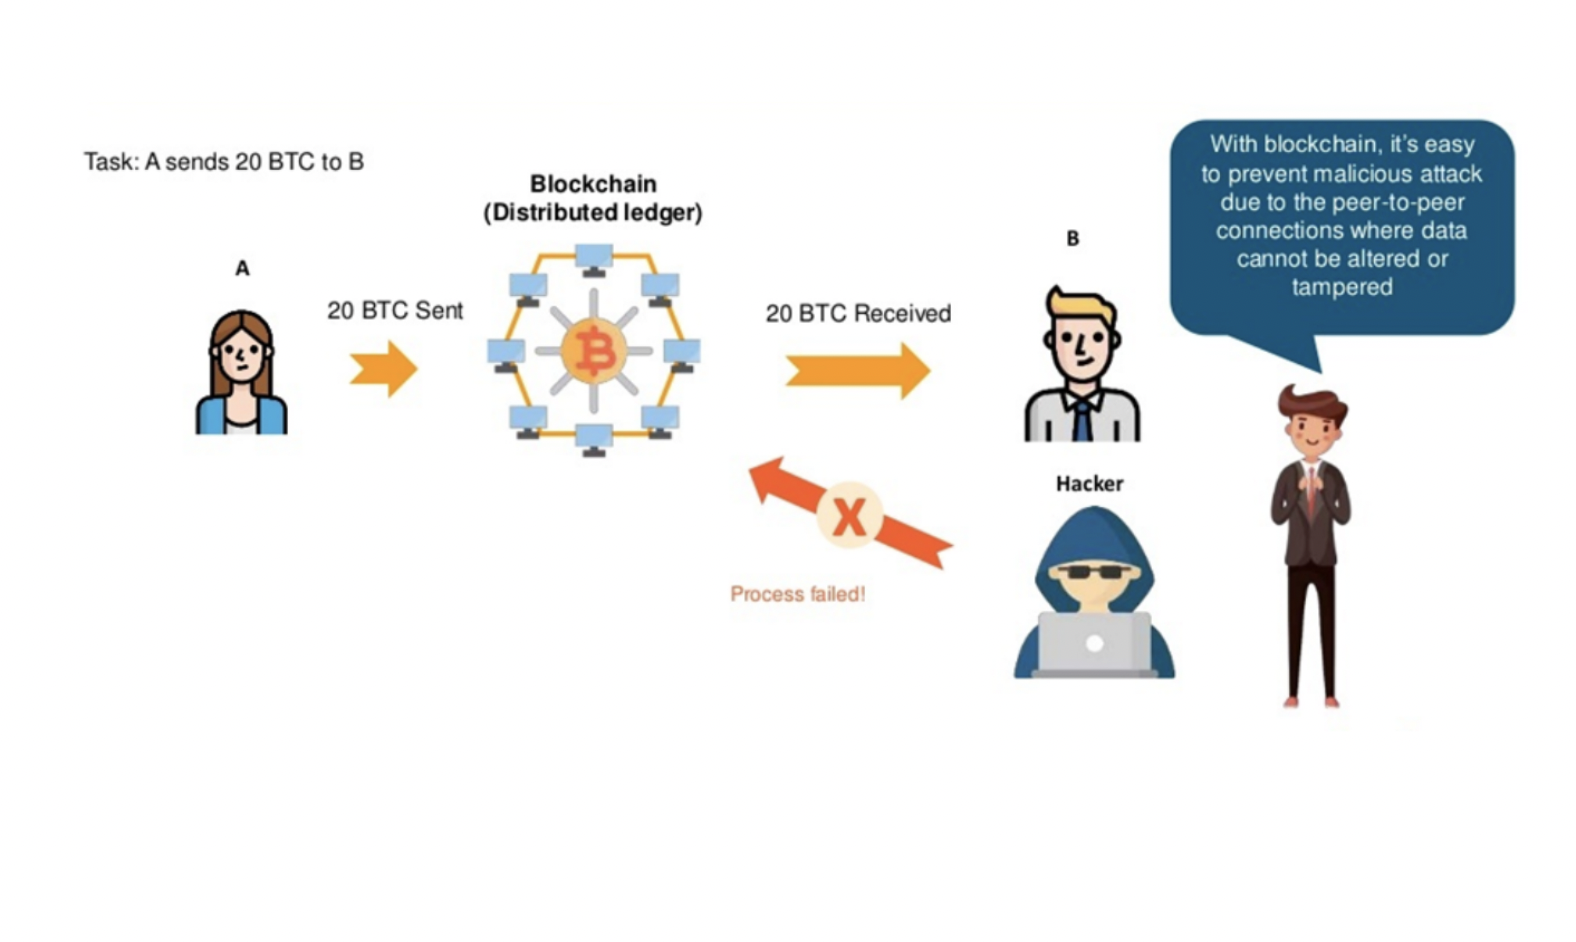 Task: A sends 20 BTC to B
Blockchain
(Distributed ledger)
A
20 BTC Sent
20 BTC Received
B
With blockchain, it's easy
to prevent malicious attack
due to the peer-to-peer
connections where data
cannot be altered or
tampered
Hacker
X
Process failed!